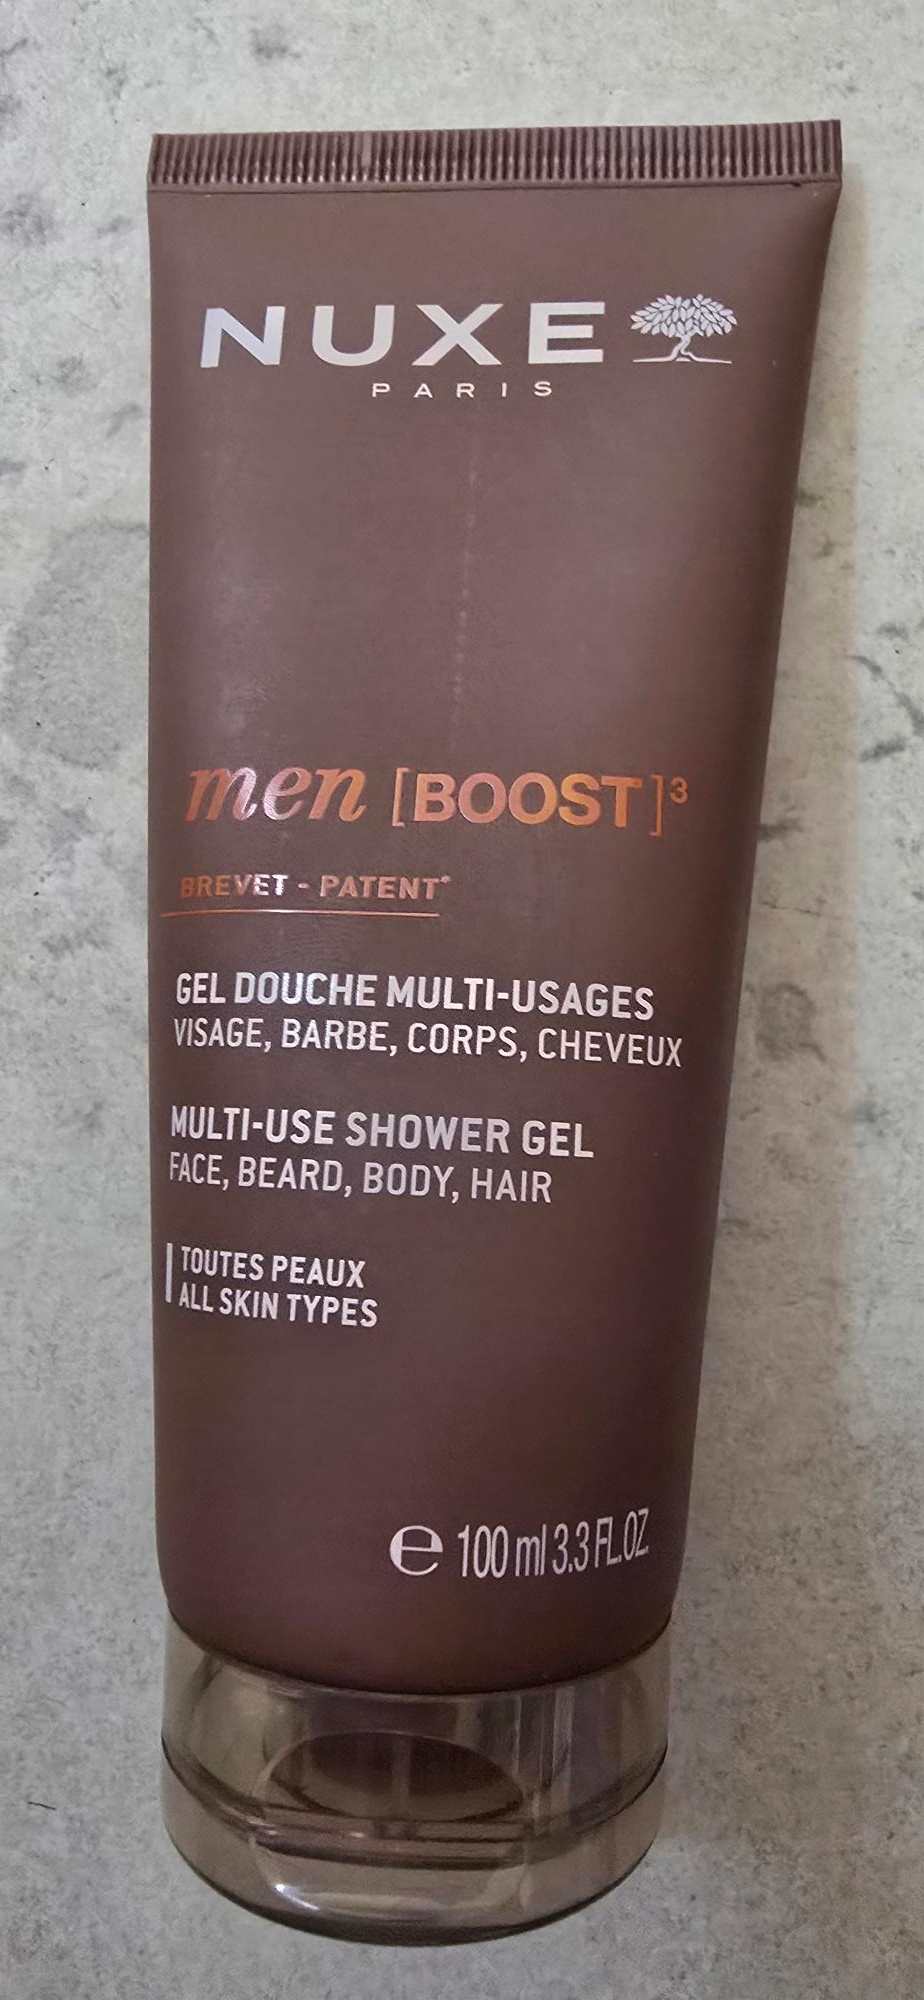 NUXE
PARIS
men [BOOST]³
BREVET - PATENT*
GEL DOUCHE MULTI-USAGES
VISAGE, BARBE, CORPS, CHEVEUX
MULTI-USE SHOWER GEL
FACE, BEARD, BODY, HAIR
TOUTES PEAUX
ALL SKIN TYPES
℮ 100 ml 3.3 FL.OZ.